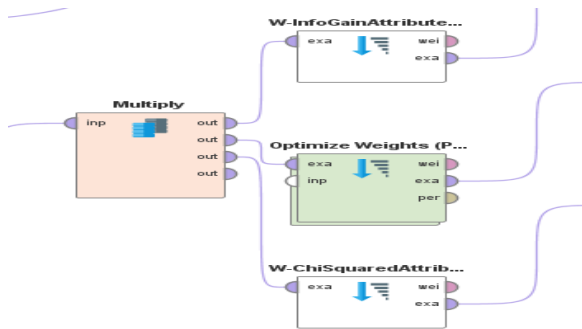 W-InfoGainAttribute...
exa wei
exa
Multiply
inp out
out
out
out
Optimize Weights (P...
exa wei
inp exa
per
W-ChiSquaredAttrib...
exa wei
exa